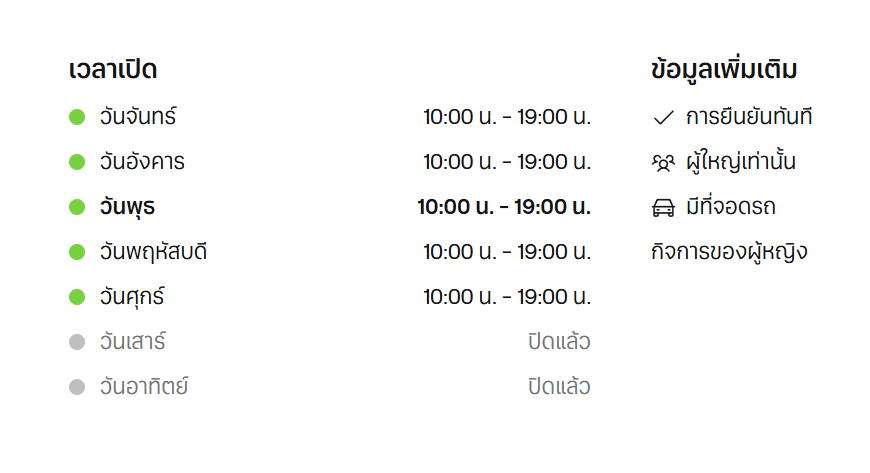 เวลาเปิด
วันจันทร์ 10:00 น. - 19:00 น.
วันอังคาร 10:00 น. - 19:00 น.
วันพุธ 10:00 น. - 19:00 น.
วันพฤหัสบดี 10:00 น. - 19:00 น.
วันศุกร์ 10:00 น. - 19:00 น.
วันเสาร์ ปิดแล้ว
วันอาทิตย์ ปิดแล้ว
ข้อมูลเพิ่มเติม
การยืนยันทันที
ผู้ใหญ่เท่านั้น
มีที่จอดรถ
กิจการของผู้หญิง